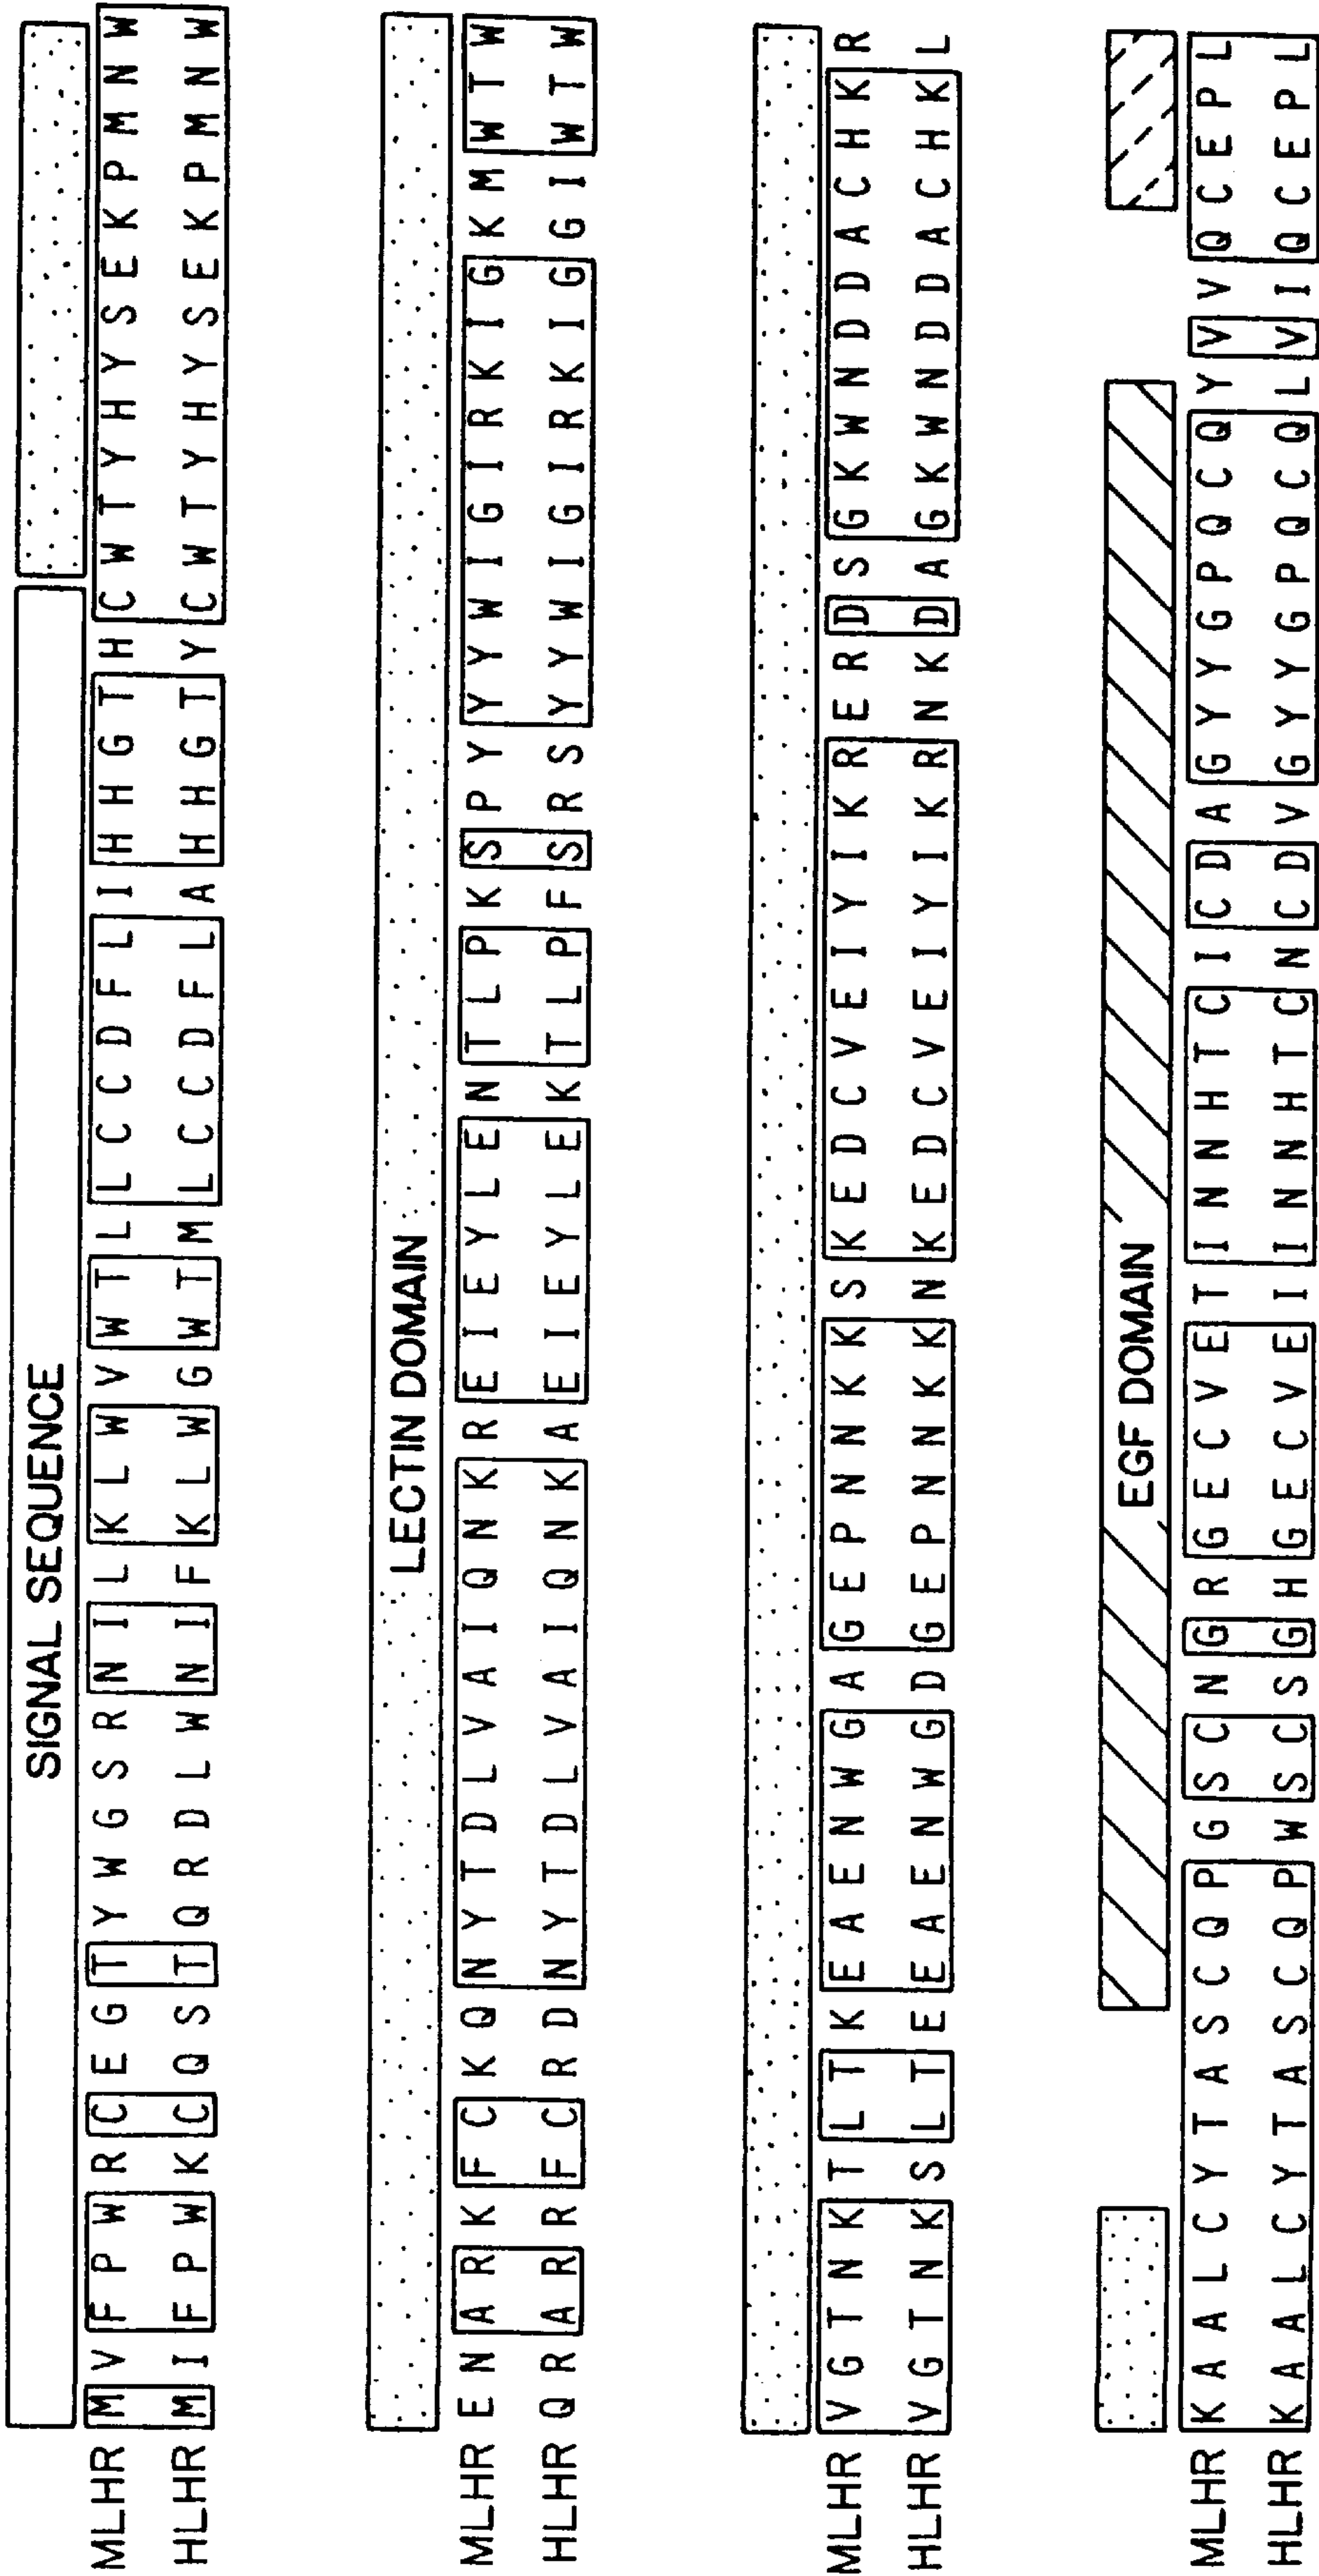 SIGNAL SEQUENCE
MLHR M V F P W R C E G T Y W G S R N I L K L W V W T L L C C D F L I H H G T H C W T Y H Y S E K P M N W
HLHR M I F P W K C Q S T Q R D L W N I F K L W G W T M L C C D F L A H H G T Y C W T Y H Y S E K P M N W
LECTIN DOMAIN
MLHR E N A R K F C K Q N Y T D L V A I Q N K R E I E Y L E N T L P K S P Y Y Y W I G I R K I G K M W T W
HLHR Q R A R R F C R D N Y T D L V A I Q N K A E I E Y L E K T L P F S R S Y Y W I G I R K I G G I W T W
MLHR V G T N K T L T K E A E N W G A G E P N N K K S K E D C V E I Y I K R E R D S G K W N D D A C H K R
HLHR V G T N K S L T E E A E N W G D G E P N N K K N K E D C V E I Y I K R N K D A G K W N D D A C H K L
EGF DOMAIN
MLHR K A A L C Y T A S C Q P G S C N G R G E C V E T I N N H T C I C D A G Y Y G P Q C Q Y V V Q C E P L
HLHR K A A L C Y T A S C Q P W S C S G H G E C V E I I N N H T C N C D V G Y Y G P Q C Q L V I Q C E P L